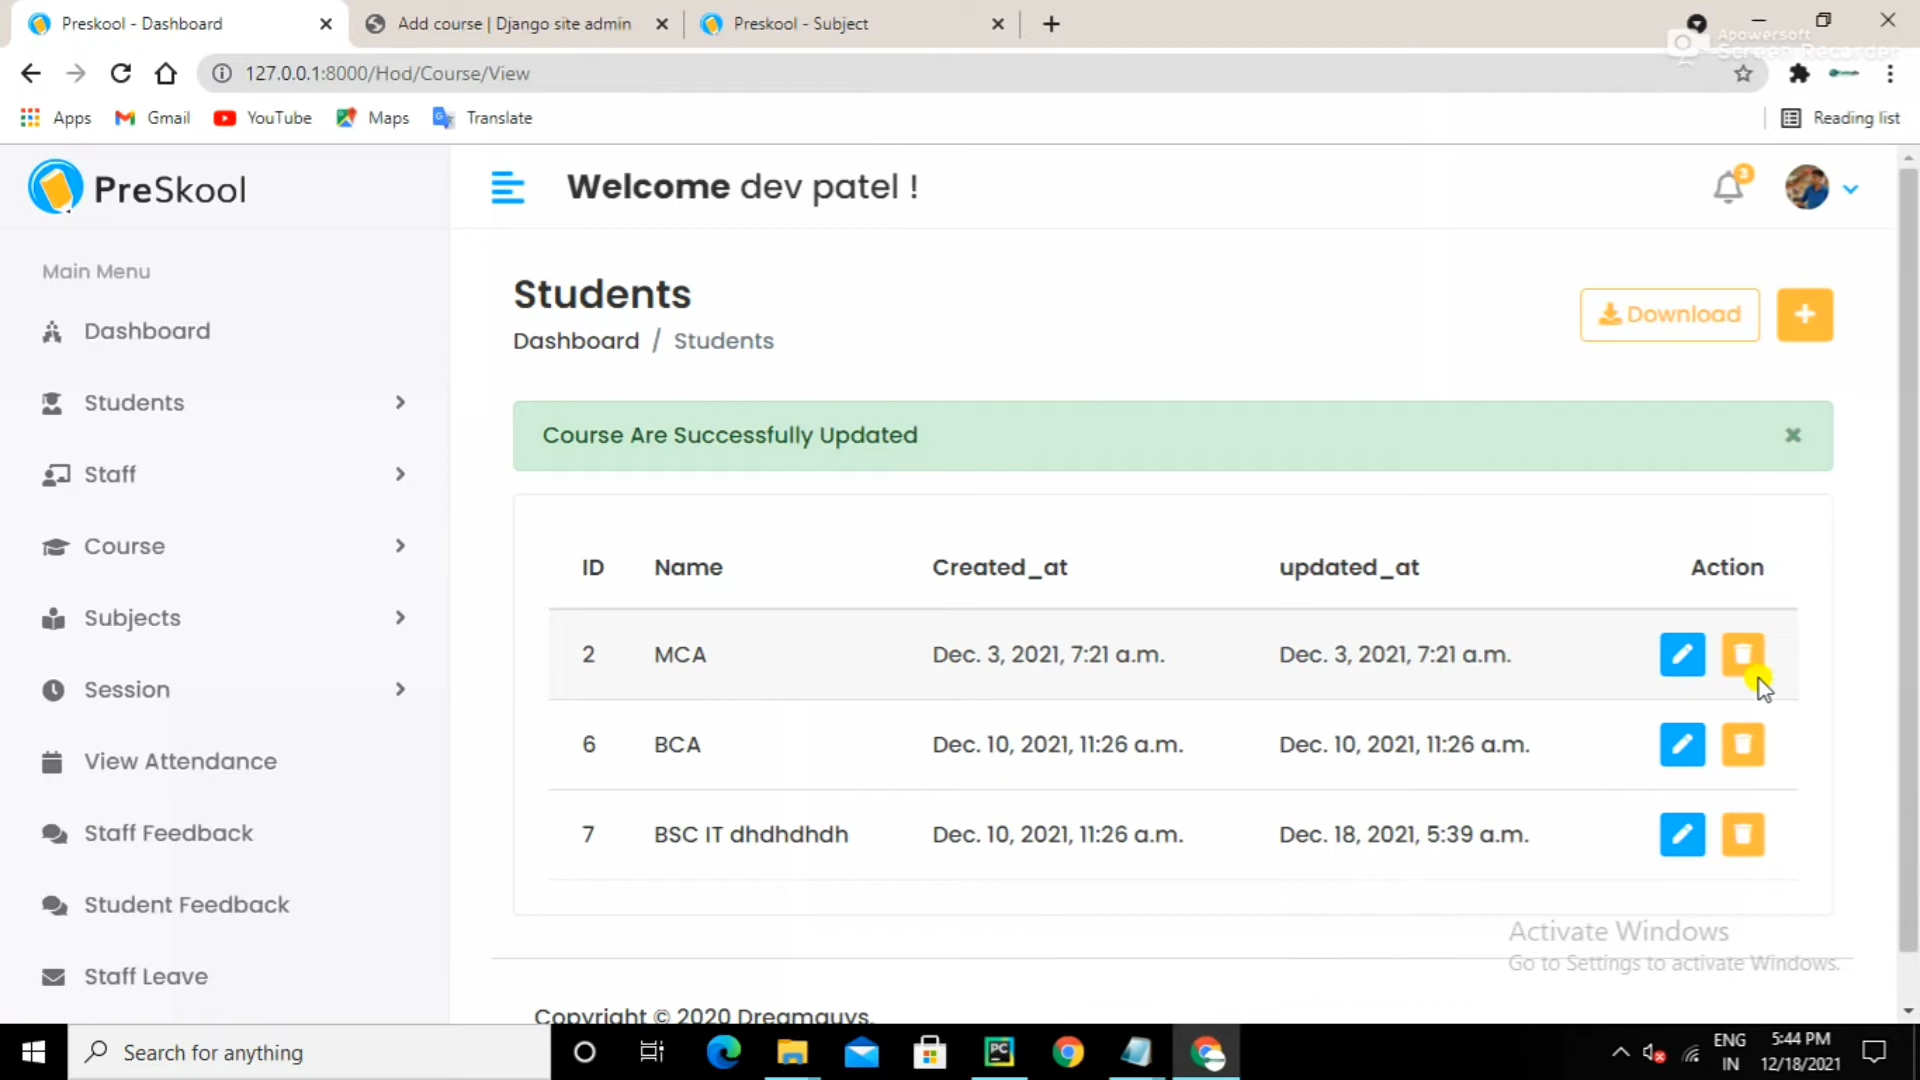 Preskool - Dashboard
Add course | Django site admin
Preskool - Subject
Apowersoft
Screen Recorder
127.0.0.1:8000/Hod/Course/View
Apps
Gmail
YouTube
Maps
Translate
Reading list
PreSkool
Welcome dev patel !
3
Main Menu
Dashboard
Students
Staff
Course
Subjects
Session
View Attendance
Staff Feedback
Student Feedback
Staff Leave
Students
Dashboard / Students
Download
Course Are Successfully Updated
ID Name Created_at updated_at Action
2 MCA Dec. 3, 2021, 7:21 a.m. Dec. 3, 2021, 7:21 a.m.
6 BCA Dec. 10, 2021, 11:26 a.m. Dec. 10, 2021, 11:26 a.m.
7 BSC IT dhdhdhdh Dec. 10, 2021, 11:26 a.m. Dec. 18, 2021, 5:39 a.m.
Activate Windows
Go to Settings to activate Windows.
Copyright © 2020 Dreamguys.
Search for anything
PC
ENG
IN
5:44 PM
12/18/2021